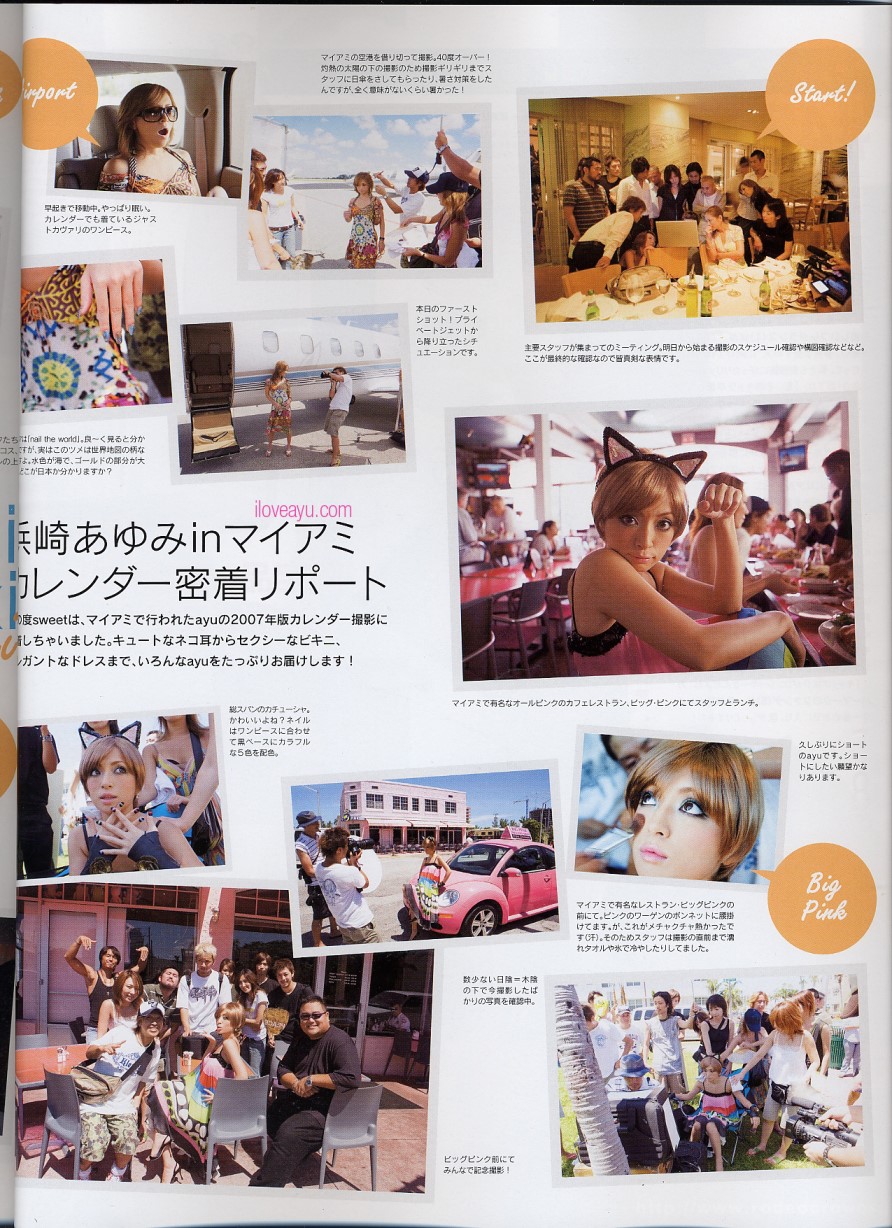 Start!
主要スタッフが集まってのミーティング。明日から始まる撮影のスケジュール確認や構図確認などなど。
ここが最終的な確認なので皆真剣な表情です。
irport
マイアミの空港を借り切って撮影。40度オーバー!
灼熱の太陽の下の撮影のため撮影ギリギリまでス
タッフに日傘をさしてもらったり、暑さ対策をした
んですが、全く意味がないくらい暑かった!
早起きで移動中。やっぱり眠い。
カレンダーでも着ているジャス
トカヴァリのワンピース。
本日のファースト
ショット!プライ
ベートジェットか
ら降り立ったシチ
ュエーションです。
は「nail the world」。良〜く見ると分か
すが、実はこのツメは世界地図の柄な
よ。水色が海で、ゴールドの部分が大
こが日本か分かりますか?
iloveayu.com
浜崎あゆみinマイアミ
カレンダー密着リポート
度sweetは、マイアミで行われたayuの2007年版カレンダー撮影に
しちゃいました。キュートなネコ耳からセクシーなビキニ、
ガントなドレスまで、いろんなayuをたっぷりお届けします!
マイアミで有名なオールピンクのカフェレストラン、ビッグ・ピンクにてスタッフとランチ。
総スパンのカチューシャ。
かわいいよね?ネイル
はワンピースに合わせ
て黒ベースにカラフル
な5色を配色。
久しぶりにショート
のayuです。ショー
トにしたい願望かな
りあります。
Big
Pink
マイアミで有名なレストラン・ビッグピンクの
前にて。ピンクのワーゲンのボンネットに腰掛
けてます。が、これがメチャクチャ熱かったで
す(汗)。そのためスタッフは撮影の直前まで濡
れタオルや氷で冷やしたりしてました。
数少ない日陰=木陰
の下で今撮影したば
かりの写真を確認中。
ビッグピンク前にて
みんなで記念撮影!